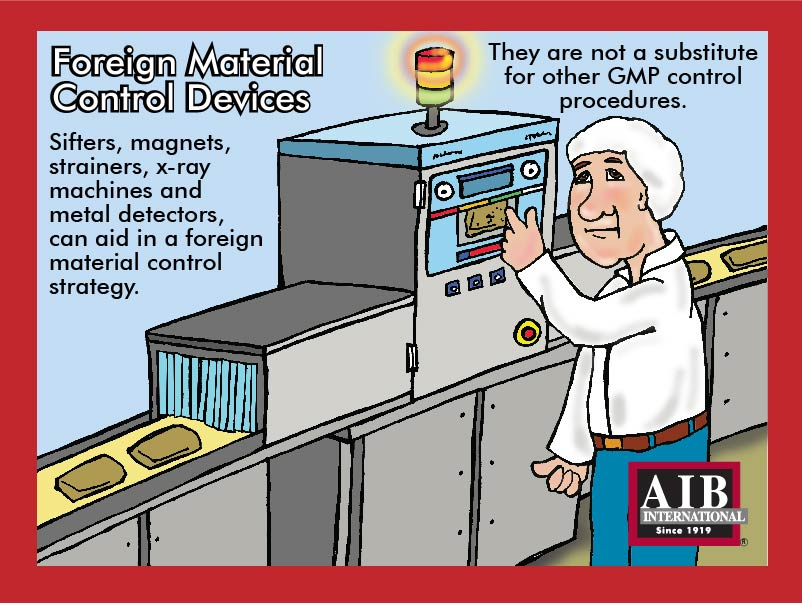 Foreign Material
Control Devices
Sifters, magnets,
strainers, x-ray
machines and
metal detectors,
can aid in a foreign
material control
strategy.
They are not a substitute
for other GMP control
procedures.
AIB
INTERNATIONAL
Since 1919
®